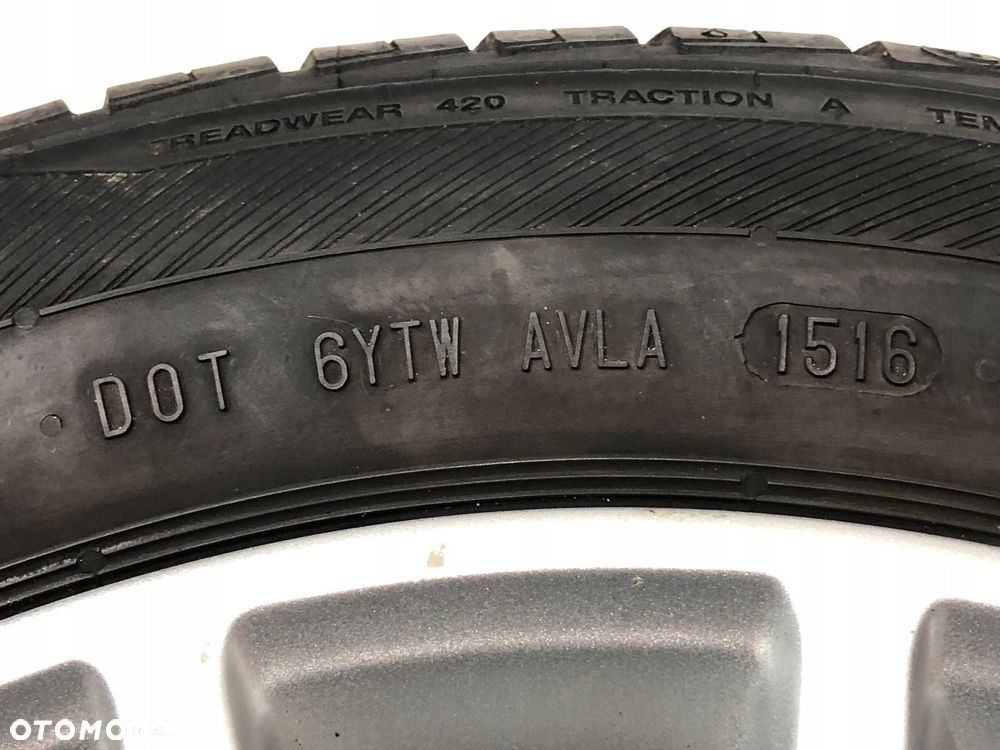 TREADWEAR 420 TRACTION A
DOT 6YTW AVLA 1516
OTOMOTO